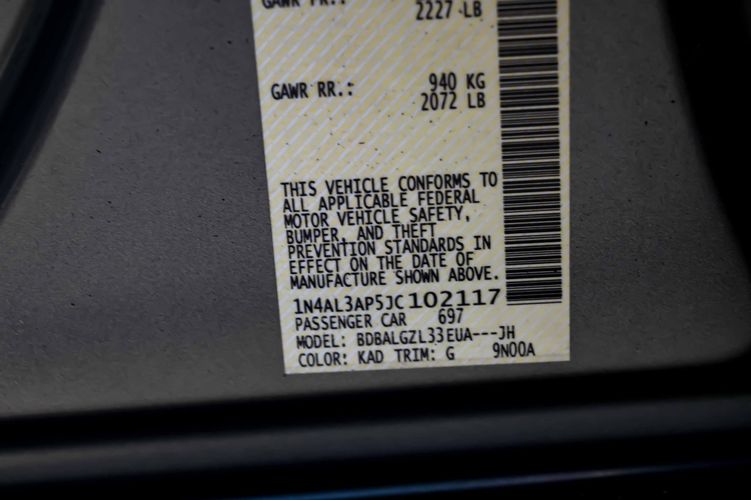 GAWR FR.:
2227 LB
GAWR RR.: 940 KG
2072 LB
THIS VEHICLE CONFORMS TO
ALL APPLICABLE FEDERAL
MOTOR VEHICLE SAFETY,
BUMPER, AND THEFT
PREVENTION STANDARDS IN
EFFECT ON THE DATE OF
MANUFACTURE SHOWN ABOVE.
1N4AL3AP5JC102117
PASSENGER CAR 697
MODEL: BDBALGZL33EUA---JH
COLOR: KAD TRIM: G 9N00A